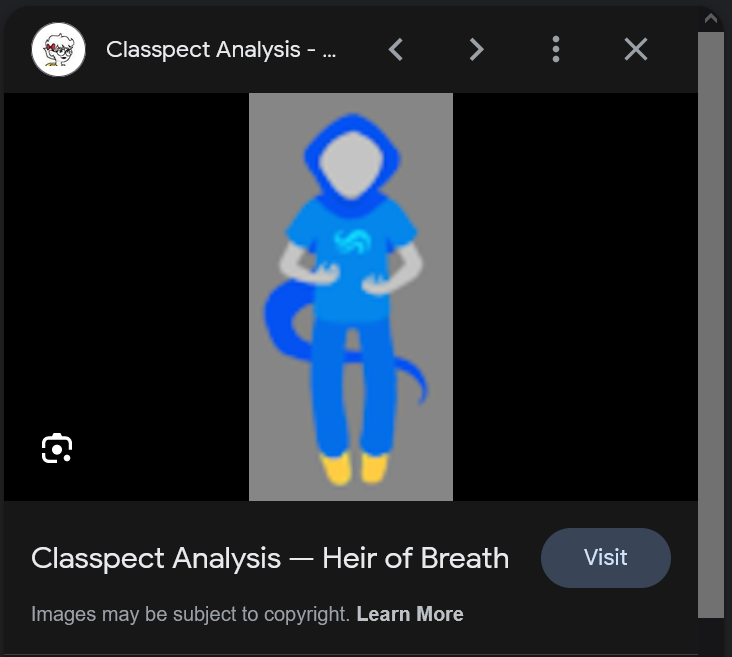 Classpect Analysis - ...
Classpect Analysis — Heir of Breath
Visit
Images may be subject to copyright. Learn More